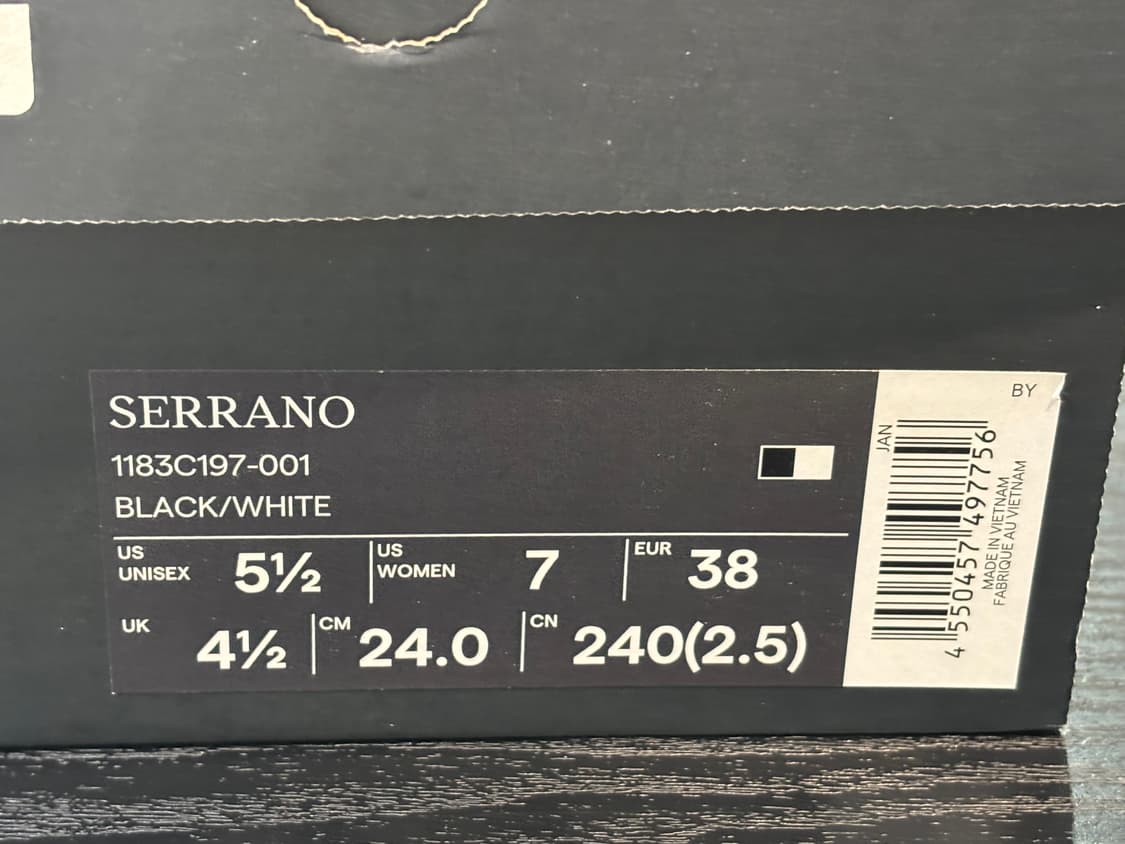 SERRANO
1183C197-001
BLACK/WHITE
US UNISEX 5½ US WOMEN 7 EUR 38
UK 4½ CM 24.0 CN 240(2.5)
BY
JAN
4 550457 497756
MADE IN VIETNAM
FABRIQUE AU VIETNAM